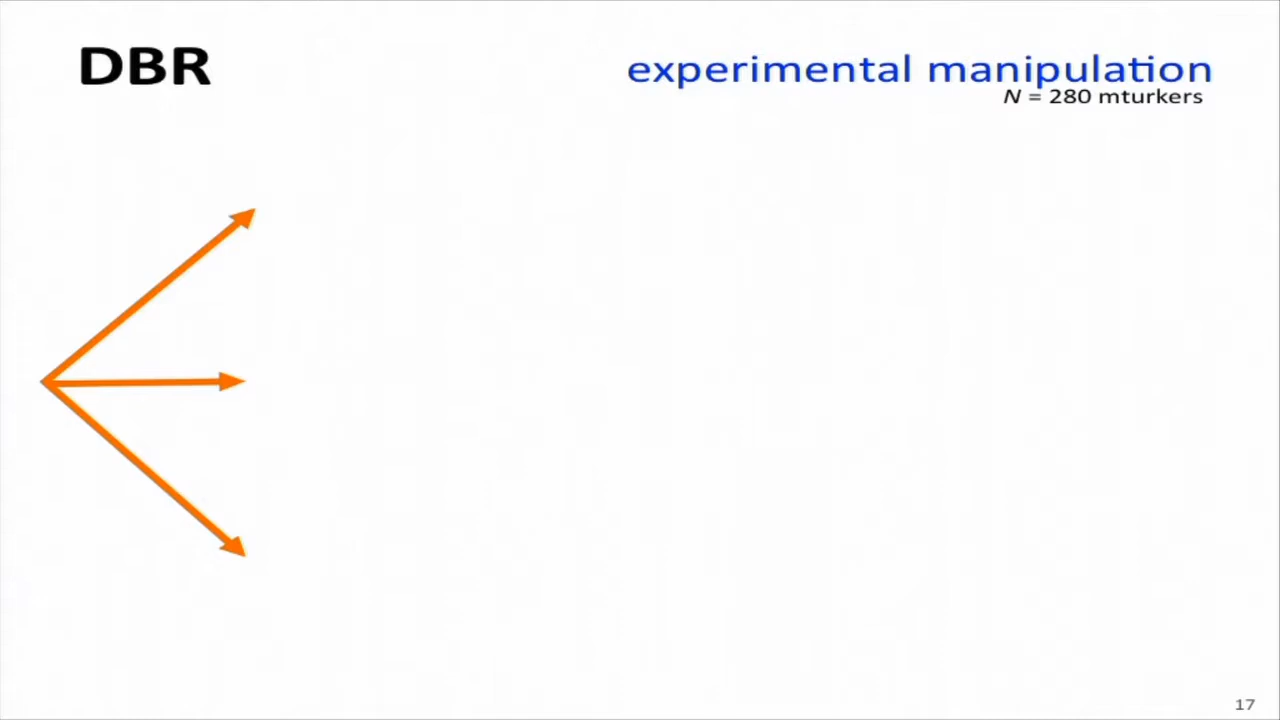 DBR
experimental manipulation
N = 280 mturkers
17